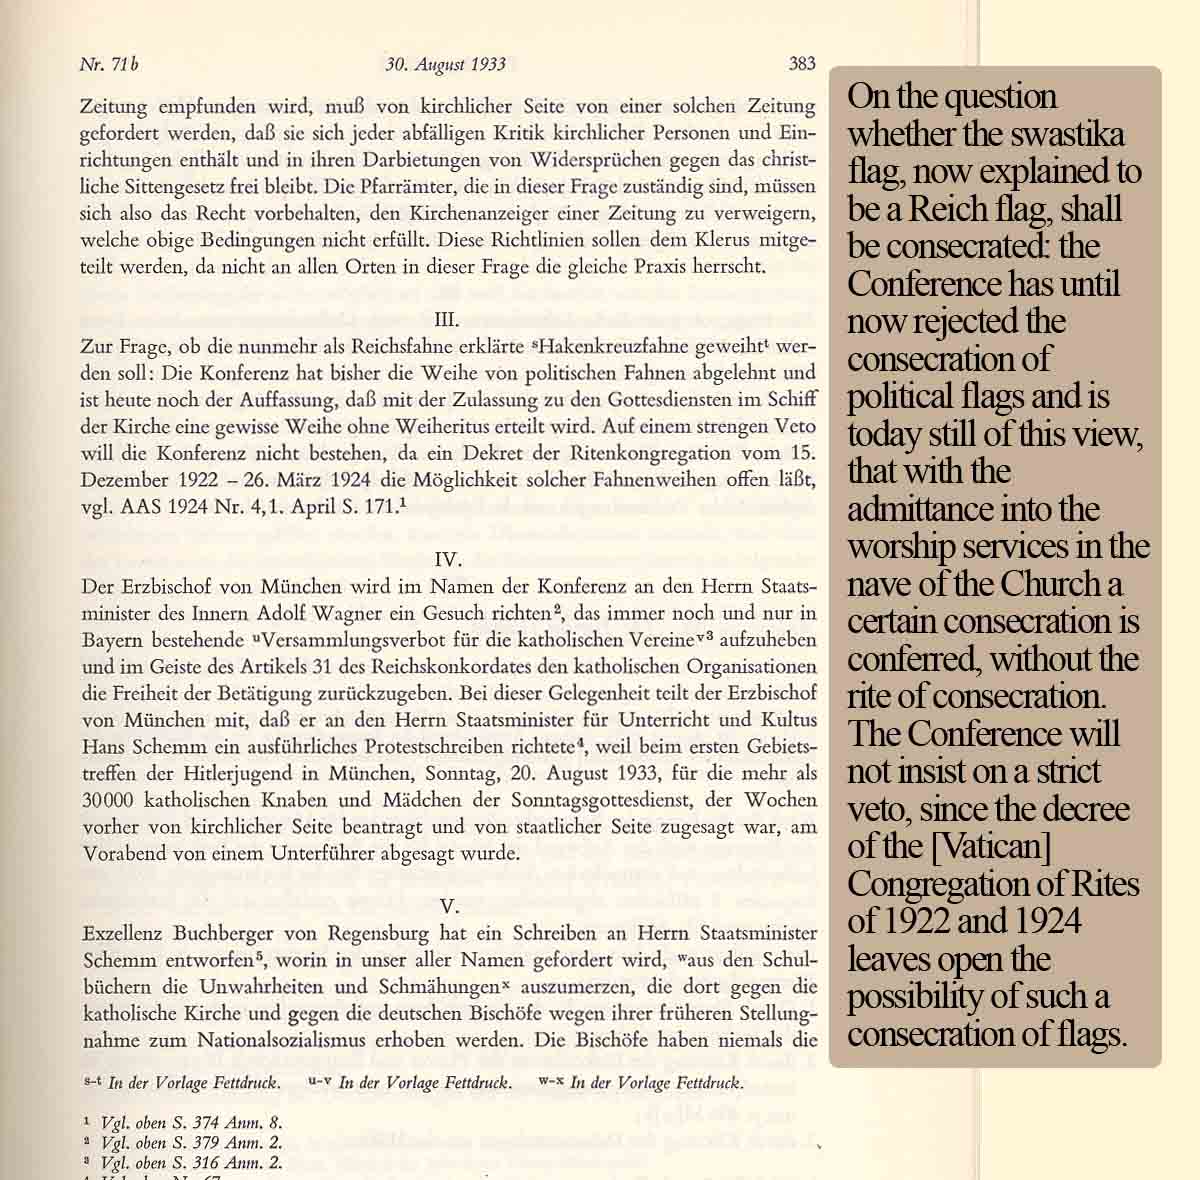 Nr. 71b 30. August 1933 383
Zeitung empfunden wird, muß von kirchlicher Seite von einer solchen Zeitung
gefordert werden, daß sie sich jeder abfälligen Kritik kirchlicher Personen und Ein-
richtungen enthält und in ihren Darbietungen von Widersprüchen gegen das christ-
liche Sittengesetz frei bleibt. Die Pfarrämter, die in dieser Frage zuständig sind, müssen
sich also das Recht vorbehalten, den Kirchenanzeiger einer Zeitung zu verweigern,
welche obige Bedingungen nicht erfüllt. Diese Richtlinien sollen dem Klerus mitge-
teilt werden, da nicht an allen Orten in dieser Frage die gleiche Praxis herrscht.
III.
Zur Frage, ob die nunmehr als Reichsfahne erklärte ˢHakenkreuzfahne geweihtᵗ wer-
den soll: Die Konferenz hat bisher die Weihe von politischen Fahnen abgelehnt und
ist heute noch der Auffassung, daß mit der Zulassung zu den Gottesdiensten im Schiff
der Kirche eine gewisse Weihe ohne Weiheritus erteilt wird. Auf einem strengen Veto
will die Konferenz nicht bestehen, da ein Dekret der Ritenkongregation vom 15.
Dezember 1922 – 26. März 1924 die Möglichkeit solcher Fahnenweihen offen läßt,
vgl. AAS 1924 Nr. 4,1. April S. 171.¹
IV.
Der Erzbischof von München wird im Namen der Konferenz an den Herrn Staats-
minister des Innern Adolf Wagner ein Gesuch richten², das immer noch und nur in
Bayern bestehende ᵘVersammlungsverbot für die katholischen Vereineᵛ³ aufzuheben
und im Geiste des Artikels 31 des Reichskonkordates den katholischen Organisationen
die Freiheit der Betätigung zurückzugeben. Bei dieser Gelegenheit teilt der Erzbischof
von München mit, daß er an den Herrn Staatsminister für Unterricht und Kultus
Hans Schemm ein ausführliches Protestschreiben richtete⁴, weil beim ersten Gebiets-
treffen der Hitlerjugend in München, Sonntag, 20. August 1933, für die mehr als
30000 katholischen Knaben und Mädchen der Sonntagsgottesdienst, der Wochen
vorher von kirchlicher Seite beantragt und von staatlicher Seite zugesagt war, am
Vorabend von einem Unterführer abgesagt wurde.
V.
Exzellenz Buchberger von Regensburg hat ein Schreiben an Herrn Staatsminister
Schemm entworfen⁵, worin in unser aller Namen gefordert wird, ʷaus den Schul-
büchern die Unwahrheiten und Schmähungenˣ auszumerzen, die dort gegen die
katholische Kirche und gegen die deutschen Bischöfe wegen ihrer früheren Stellung-
nahme zum Nationalsozialismus erhoben werden. Die Bischöfe haben niemals die
ˢ⁻ᵗ In der Vorlage Fettdruck. ᵘ⁻ᵛ In der Vorlage Fettdruck. ʷ⁻ˣ In der Vorlage Fettdruck.
¹ Vgl. oben S. 374 Anm. 8.
² Vgl. oben S. 379 Anm. 2.
³ Vgl. oben S. 316 Anm. 2.
On the question
whether the swastika
flag, now explained to
be a Reich flag, shall
be consecrated: the
Conference has until
now rejected the
consecration of
political flags and is
today still of this view,
that with the
admittance into the
worship services in the
nave of the Church a
certain consecration is
conferred, without the
rite of consecration.
The Conference will
not insist on a strict
veto, since the decree
of the [Vatican]
Congregation of Rites
of 1922 and 1924
leaves open the
possibility of such a
consecration of flags.